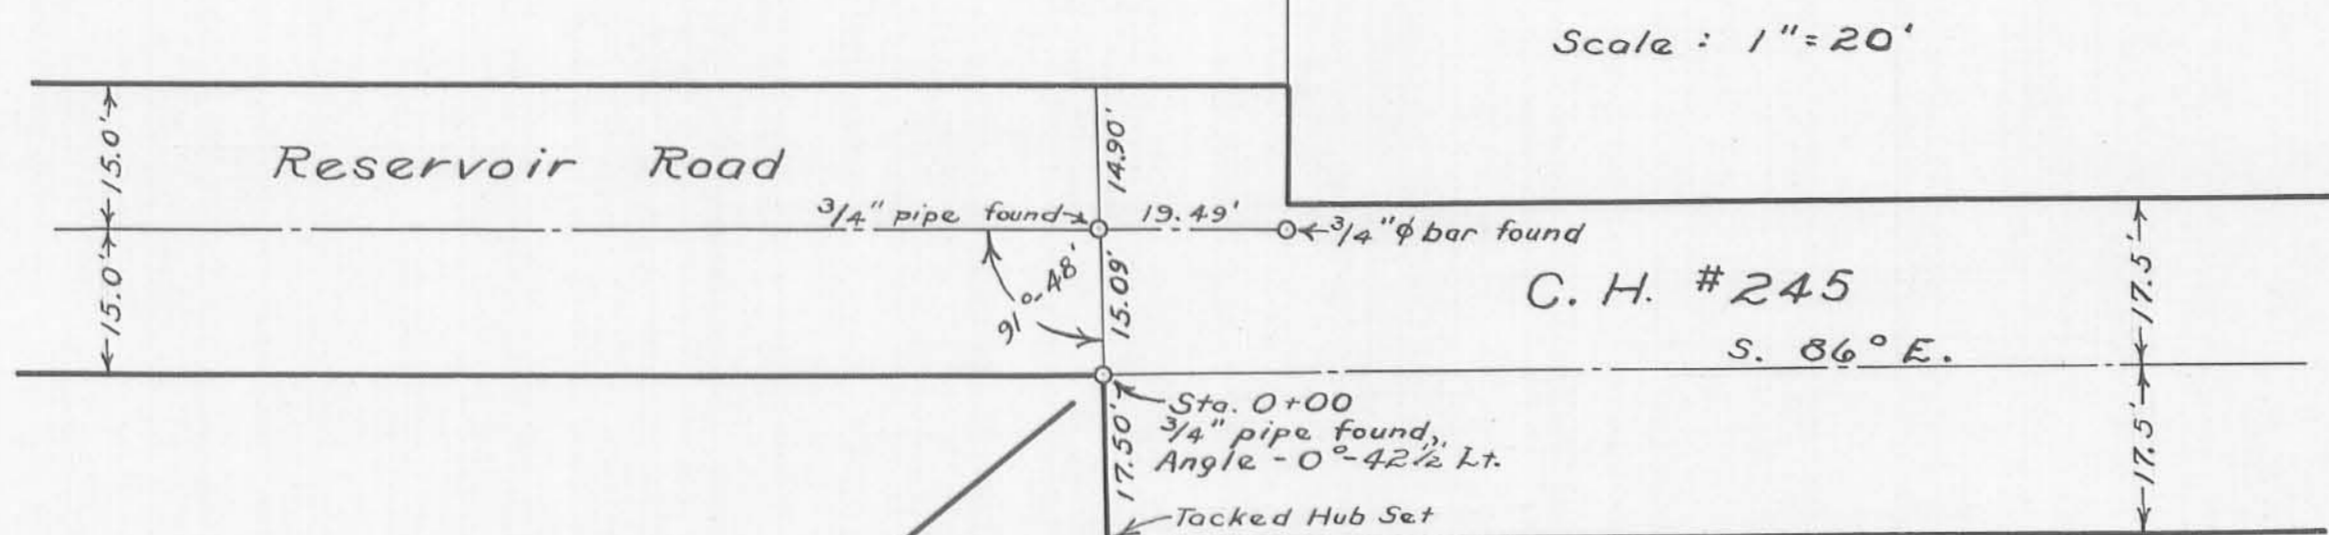 Scale : 1"=20'
15.0'
Reservoir Road
14.90'
3/4" pipe found
19.49'
3/4"ϕ bar found
15.0'
91°-48'
15.09'
C. H. #245
17.5'
S. 86° E.
Sta. 0+00
3/4" pipe found,
Angle - 0°-42½' Lt.
17.50'
17.5'
Tacked Hub Set